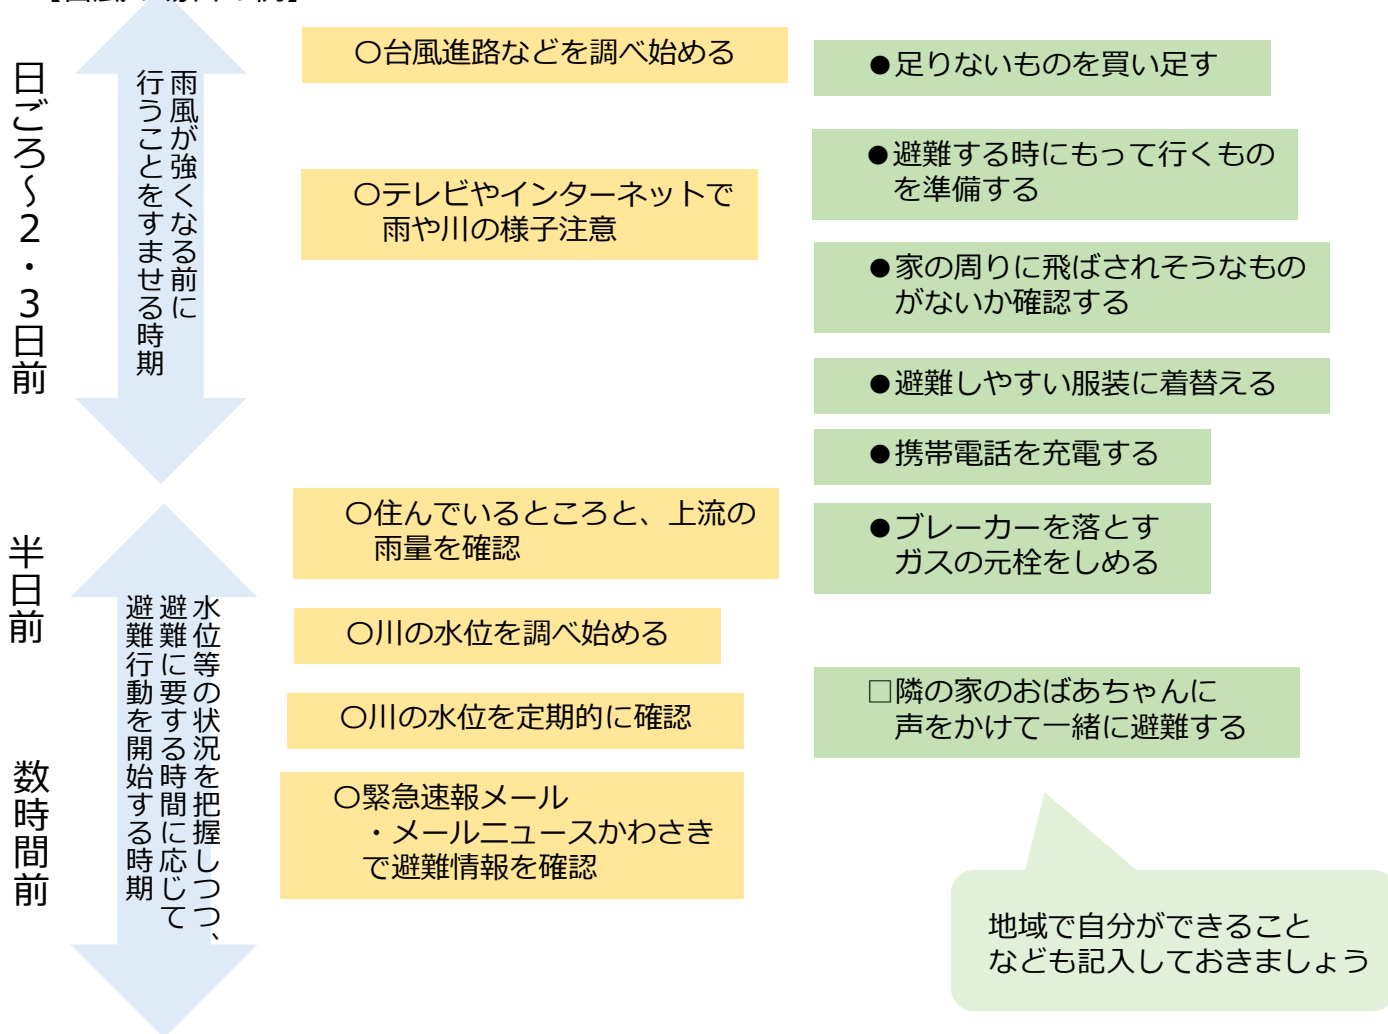 日ごろ～2・3日前
雨風が強くなる前に
行うことをすませる時期
〇台風進路などを調べ始める
〇テレビやインターネットで
雨や川の様子注意
●足りないものを買い足す
●避難する時にもって行くもの
を準備する
●家の周りに飛ばされそうなもの
がないか確認する
●避難しやすい服装に着替える
●携帯電話を充電する
●ブレーカーを落とす
ガスの元栓をしめる
半日前
数時間前
水位等の状況を把握しつつ、
避難に要する時間に応じて
避難行動を開始する時期
〇住んでいるところと、上流の
雨量を確認
〇川の水位を調べ始める
〇川の水位を定期的に確認
〇緊急速報メール
・メールニュースかわさき
で避難情報を確認
□隣の家のおばあちゃんに
声をかけて一緒に避難する
地域で自分ができること
なども記入しておきましょう